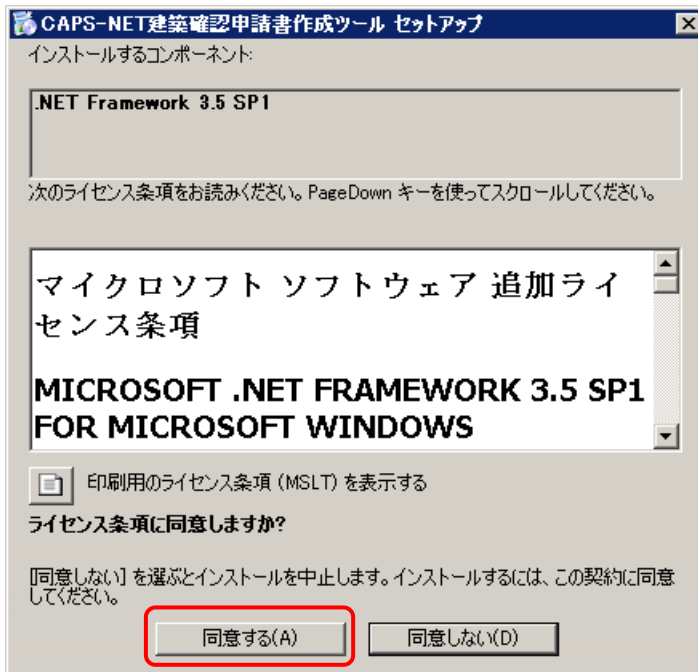 CAPS-NET建築確認申請書作成ツール セットアップ
インストールするコンポーネント:
.NET Framework 3.5 SP1
次のライセンス条項をお読みください。PageDown キーを使ってスクロールしてください。
マイクロソフト ソフトウェア 追加ライ
センス条項
MICROSOFT .NET FRAMEWORK 3.5 SP1
FOR MICROSOFT WINDOWS
印刷用のライセンス条項 (MSLT) を表示する
ライセンス条項に同意しますか?
[同意しない] を選ぶとインストールを中止します。インストールするには、この契約に同意
してください。
同意する(A)
同意しない(D)